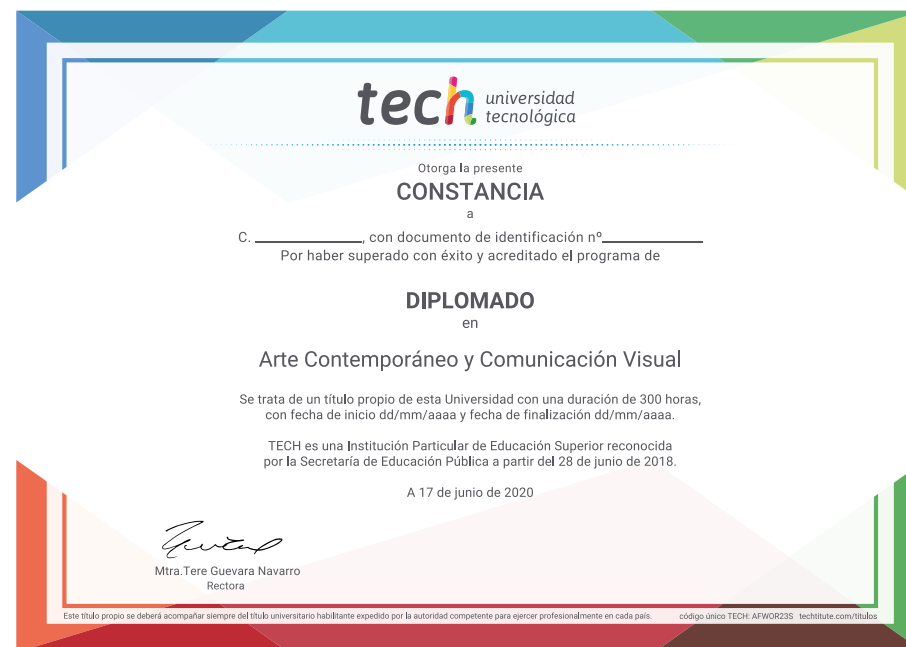 tech universidad
tecnológica
Otorga la presente
CONSTANCIA
a
C. ____________, con documento de identificación nº____________
Por haber superado con éxito y acreditado el programa de
DIPLOMADO
en
Arte Contemporáneo y Comunicación Visual
Se trata de un título propio de esta Universidad con una duración de 300 horas,
con fecha de inicio dd/mm/aaaa y fecha de finalización dd/mm/aaaa.
TECH es una Institución Particular de Educación Superior reconocida
por la Secretaría de Educación Pública a partir del 28 de junio de 2018.
A 17 de junio de 2020
Mtra.Tere Guevara Navarro
Rectora
Este título propio se deberá acompañar siempre del título universitario habilitante expedido por la autoridad competente para ejercer profesionalmente en cada país. código único TECH: AFWOR23S techtitute.com/titulos